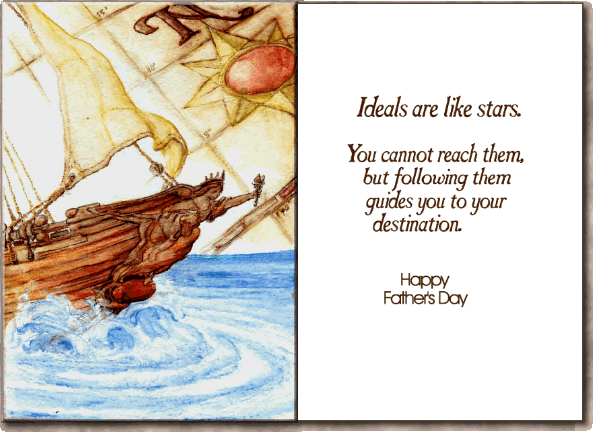 Ideals are like stars.
You cannot reach them,
but following them
guides you to your
destination.
Happy
Father's Day